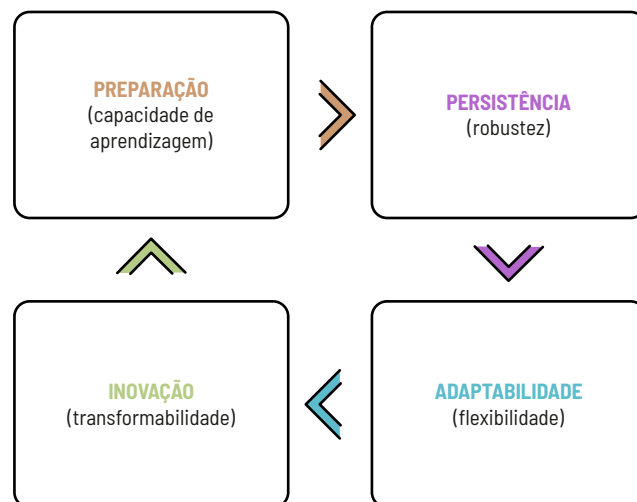 PREPARAÇÃO
(capacidade de
aprendizagem)
PERSISTÊNCIA
(robustez)
INOVAÇÃO
(transformabilidade)
ADAPTABILIDADE
(flexibilidade)